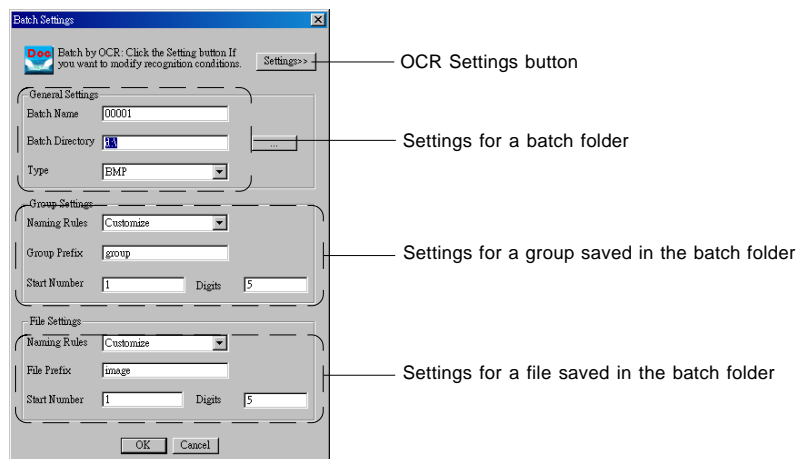 Batch Settings
Doc
Batch by OCR: Click the Setting button If
you want to modify recognition conditions.
Settings>>
OCR Settings button
General Settings
Batch Name 00001
Batch Directory d:\ ...
Settings for a batch folder
Type BMP
Group Settings
Naming Rules Customize
Group Prefix group
Settings for a group saved in the batch folder
Start Number 1 Digits 5
File Settings
Naming Rules Customize
File Prefix image
Settings for a file saved in the batch folder
Start Number 1 Digits 5
OK Cancel